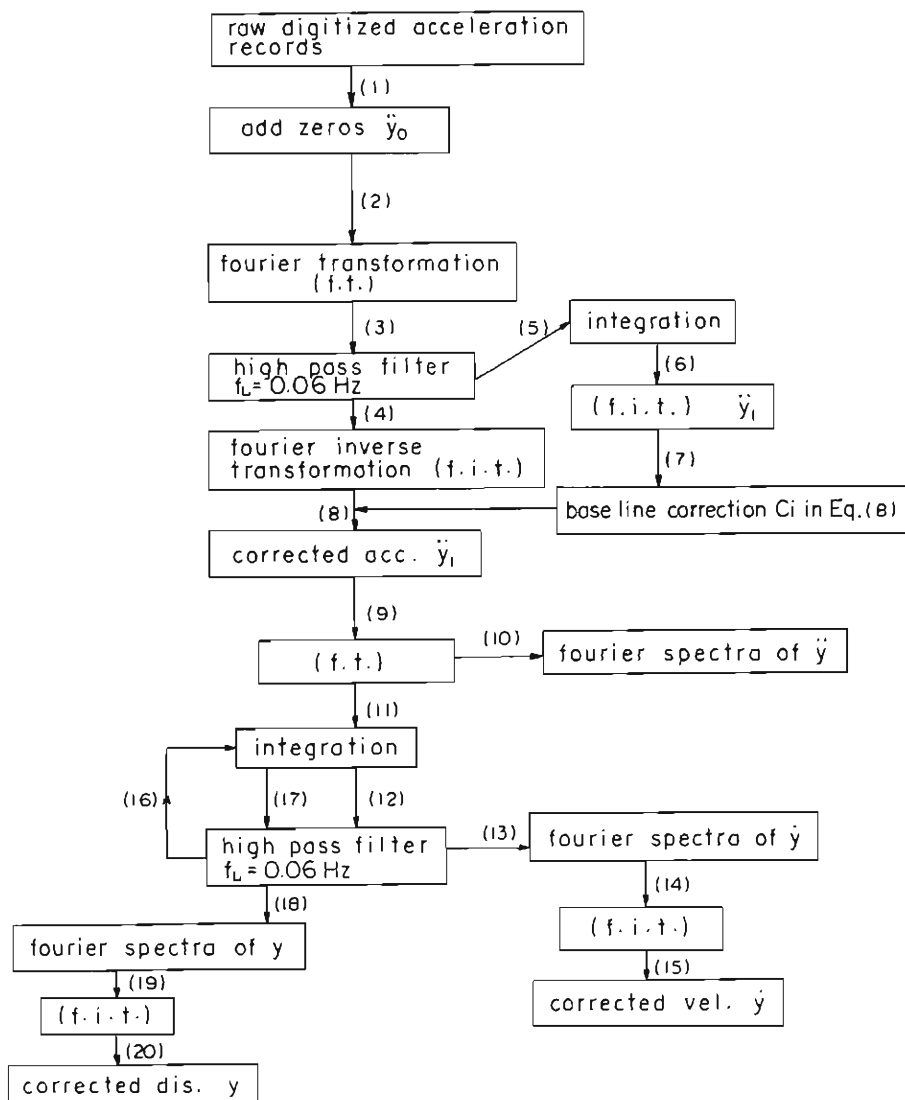 raw digitized acceleration
records
(1)
add zeros ÿ₀
(2)
fourier transformation
(f.t.)
(3)
(5)
integration
high pass filter
f_L = 0.06 Hz
(6)
(4)
(f.i.t.) ÿ₁
fourier inverse
transformation (f.i.t.)
(7)
(8)
base line correction Ci in Eq.(8)
corrected acc. ÿ₁
(9)
(f.t.)
(10)
fourier spectra of ÿ
(11)
integration
(16)
(17)
(12)
high pass filter
f_L = 0.06 Hz
(13)
fourier spectra of ẏ
(14)
(18)
(f.i.t.)
fourier spectra of y
(15)
(19)
corrected vel. ẏ
(f.i.t.)
(20)
corrected dis. y